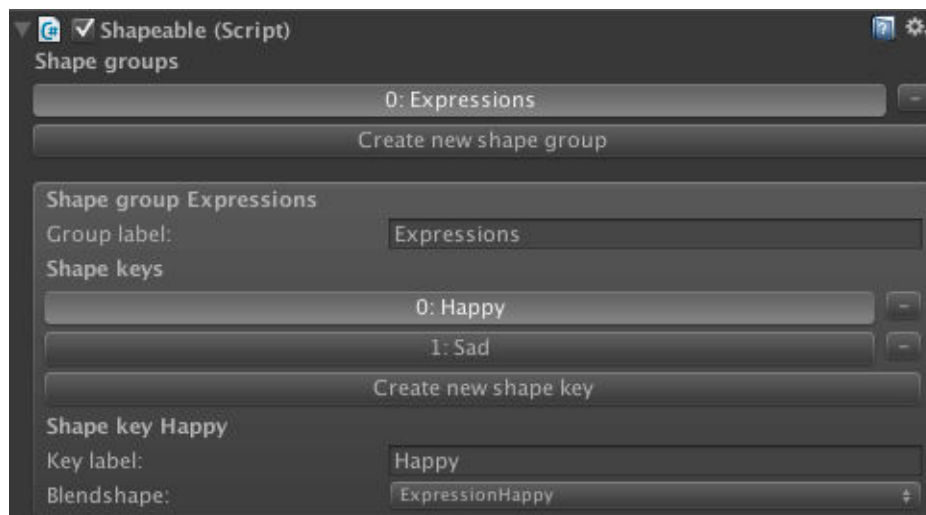 Shapeable (Script)
Shape groups
0: Expressions
-
Create new shape group
Shape group Expressions
Group label: Expressions
Shape keys
0: Happy
-
1: Sad
-
Create new shape key
Shape key Happy
Key label: Happy
Blendshape: ExpressionHappy